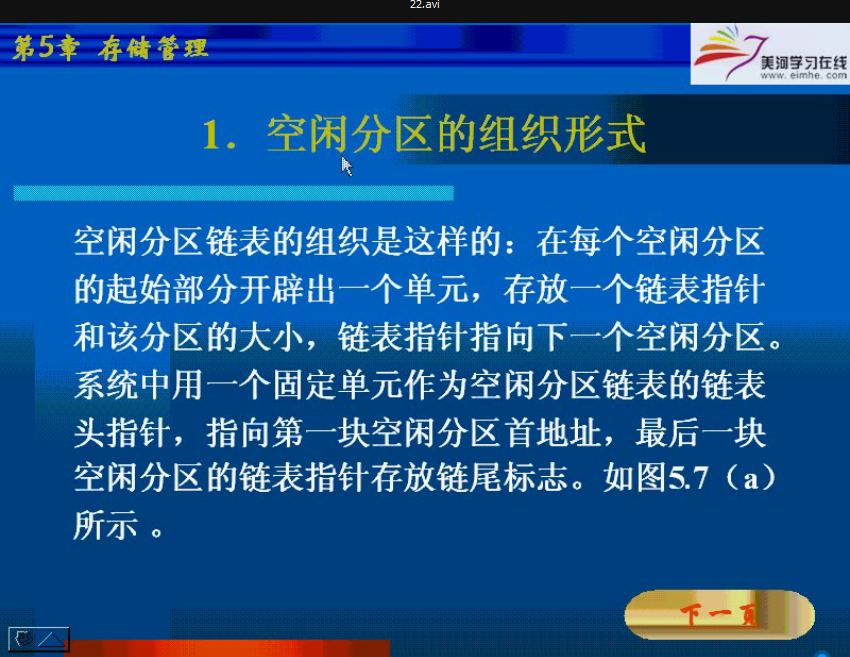 22.avi
第5章 存储管理
美河学习在线
www.eimhe.com
1．空闲分区的组织形式
空闲分区链表的组织是这样的：在每个空闲分区
的起始部分开辟出一个单元，存放一个链表指针
和该分区的大小，链表指针指向下一个空闲分区。
系统中用一个固定单元作为空闲分区链表的链表
头指针，指向第一块空闲分区首地址，最后一块
空闲分区的链表指针存放链尾标志。如图5.7（a）
所示 。
下一页